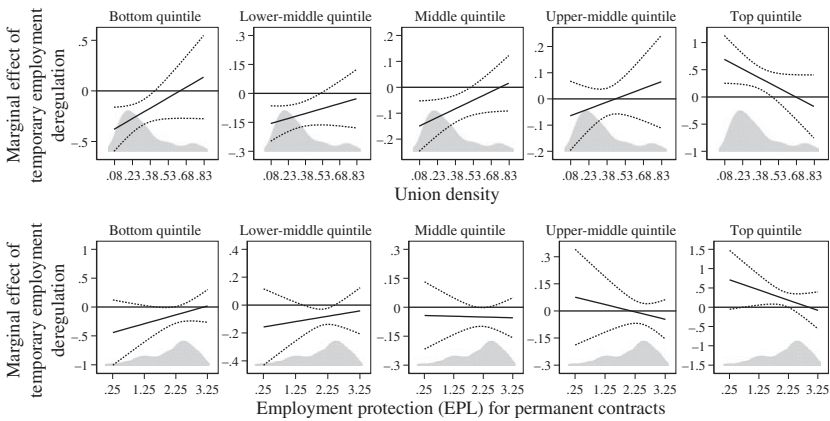 Bottom quintile Lower-middle quintile Middle quintile Upper-middle quintile Top quintile
Marginal effect of
temporary employment
deregulation
.5 0 -.5
.3 .15 0 -.15 -.3
.2 .1 0 -.1 -.2
.2 .1 0 -.1 -.2
1 .5 0 -.5 -1
.08.23.38.53.68.83 .08.23.38.53.68.83 .08.23.38.53.68.83 .08.23.38.53.68.83 .08.23.38.53.68.83
Union density
Bottom quintile Lower-middle quintile Middle quintile Upper-middle quintile Top quintile
Marginal effect of
temporary employment
deregulation
1 .5 0 -.5 -1
.4 .2 0 -.2 -.4
.3 .15 0 -.15 -.3
.3 .15 0 -.15 -.3
1.5 1 .5 0 -.5 -1 -1.5
.25 1.25 2.25 3.25 .25 1.25 2.25 3.25 .25 1.25 2.25 3.25 .25 1.25 2.25 3.25 .25 1.25 2.25 3.25
Employment protection (EPL) for permanent contracts